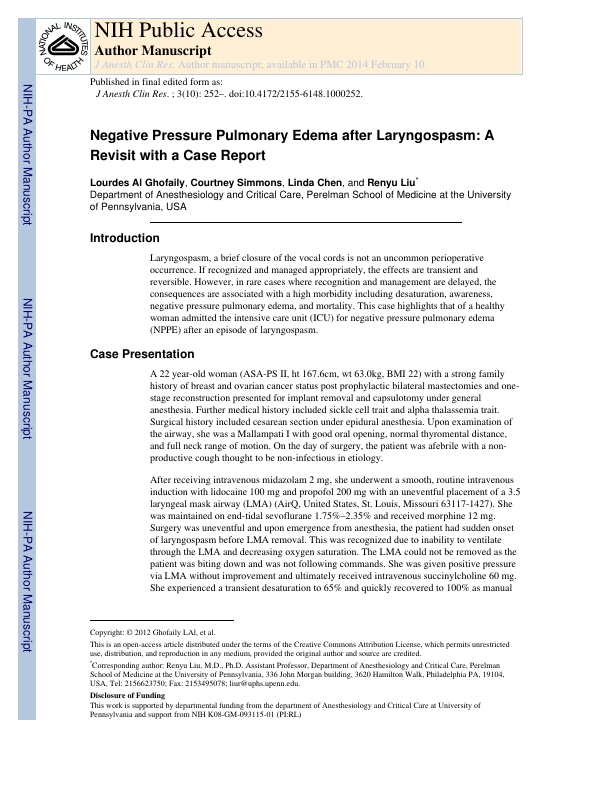 NATIONAL INSTITUTES OF HEALTH
NIH Public Access
Author Manuscript
J Anesth Clin Res. Author manuscript; available in PMC 2014 February 10.
Published in final edited form as:
J Anesth Clin Res. ; 3(10): 252–. doi:10.4172/2155-6148.1000252.
Negative Pressure Pulmonary Edema after Laryngospasm: A
Revisit with a Case Report
Lourdes Al Ghofaily, Courtney Simmons, Linda Chen, and Renyu Liu*
Department of Anesthesiology and Critical Care, Perelman School of Medicine at the University
of Pennsylvania, USA
Introduction
Laryngospasm, a brief closure of the vocal cords is not an uncommon perioperative
occurrence. If recognized and managed appropriately, the effects are transient and
reversible. However, in rare cases where recognition and management are delayed, the
consequences are associated with a high morbidity including desaturation, awareness,
negative pressure pulmonary edema, and mortality. This case highlights that of a healthy
woman admitted the intensive care unit (ICU) for negative pressure pulmonary edema
(NPPE) after an episode of laryngospasm.
Case Presentation
A 22 year-old woman (ASA-PS II, ht 167.6cm, wt 63.0kg, BMI 22) with a strong family
history of breast and ovarian cancer status post prophylactic bilateral mastectomies and one-
stage reconstruction presented for implant removal and capsulotomy under general
anesthesia. Further medical history included sickle cell trait and alpha thalassemia trait.
Surgical history included cesarean section under epidural anesthesia. Upon examination of
the airway, she was a Mallampati I with good oral opening, normal thyromental distance,
and full neck range of motion. On the day of surgery, the patient was afebrile with a non-
productive cough thought to be non-infectious in etiology.
After receiving intravenous midazolam 2 mg, she underwent a smooth, routine intravenous
induction with lidocaine 100 mg and propofol 200 mg with an uneventful placement of a 3.5
laryngeal mask airway (LMA) (AirQ, United States, St. Louis, Missouri 63117-1427). She
was maintained on end-tidal sevoflurane 1.75%–2.35% and received morphine 12 mg.
Surgery was uneventful and upon emergence from anesthesia, the patient had sudden onset
of laryngospasm before LMA removal. This was recognized due to inability to ventilate
through the LMA and decreasing oxygen saturation. The LMA could not be removed as the
patient was biting down and was not following commands. She was given positive pressure
via LMA without improvement and ultimately received intravenous succinylcholine 60 mg.
She experienced a transient desaturation to 65% and quickly recovered to 100% as manual
Copyright: © 2012 Ghofaily LAl, et al.
This is an open-access article distributed under the terms of the Creative Commons Attribution License, which permits unrestricted
use, distribution, and reproduction in any medium, provided the original author and source are credited.
*Corresponding author: Renyu Liu, M.D., Ph.D. Assistant Professor, Department of Anesthesiology and Critical Care, Perelman
School of Medicine at the University of Pennsylvania, 336 John Morgan building, 3620 Hamilton Walk, Philadelphia PA, 19104,
USA, Tel: 2156623750; Fax: 2153495078; liur@uphs.upenn.edu.
Disclosure of Funding
This work is supported by departmental funding from the department of Anesthesiology and Critical Care at University of
Pennsylvania and support from NIH K08-GM-093115-01 (PI:RL)
NIH-PA Author Manuscript
NIH-PA Author Manuscript
NIH-PA Author Manuscript